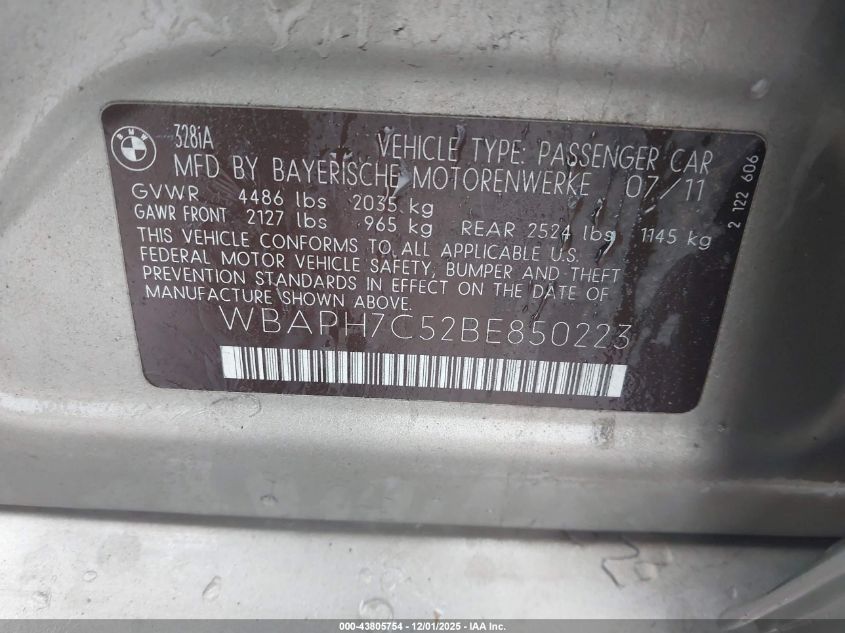 BMW
328iA
VEHICLE TYPE: PASSENGER CAR
MFD BY BAYERISCHE MOTORENWERKE 07/11
GVWR 4486 lbs 2035 kg
GAWR FRONT 2127 lbs 965 kg REAR 2524 lbs 1145 kg
THIS VEHICLE CONFORMS TO ALL APPLICABLE U.S.
FEDERAL MOTOR VEHICLE SAFETY, BUMPER AND THEFT
PREVENTION STANDARDS IN EFFECT ON THE DATE OF
MANUFACTURE SHOWN ABOVE.
WBAPH7C52BE850223
2 122 606
000-43805754 - 12/01/2025 - IAA Inc.